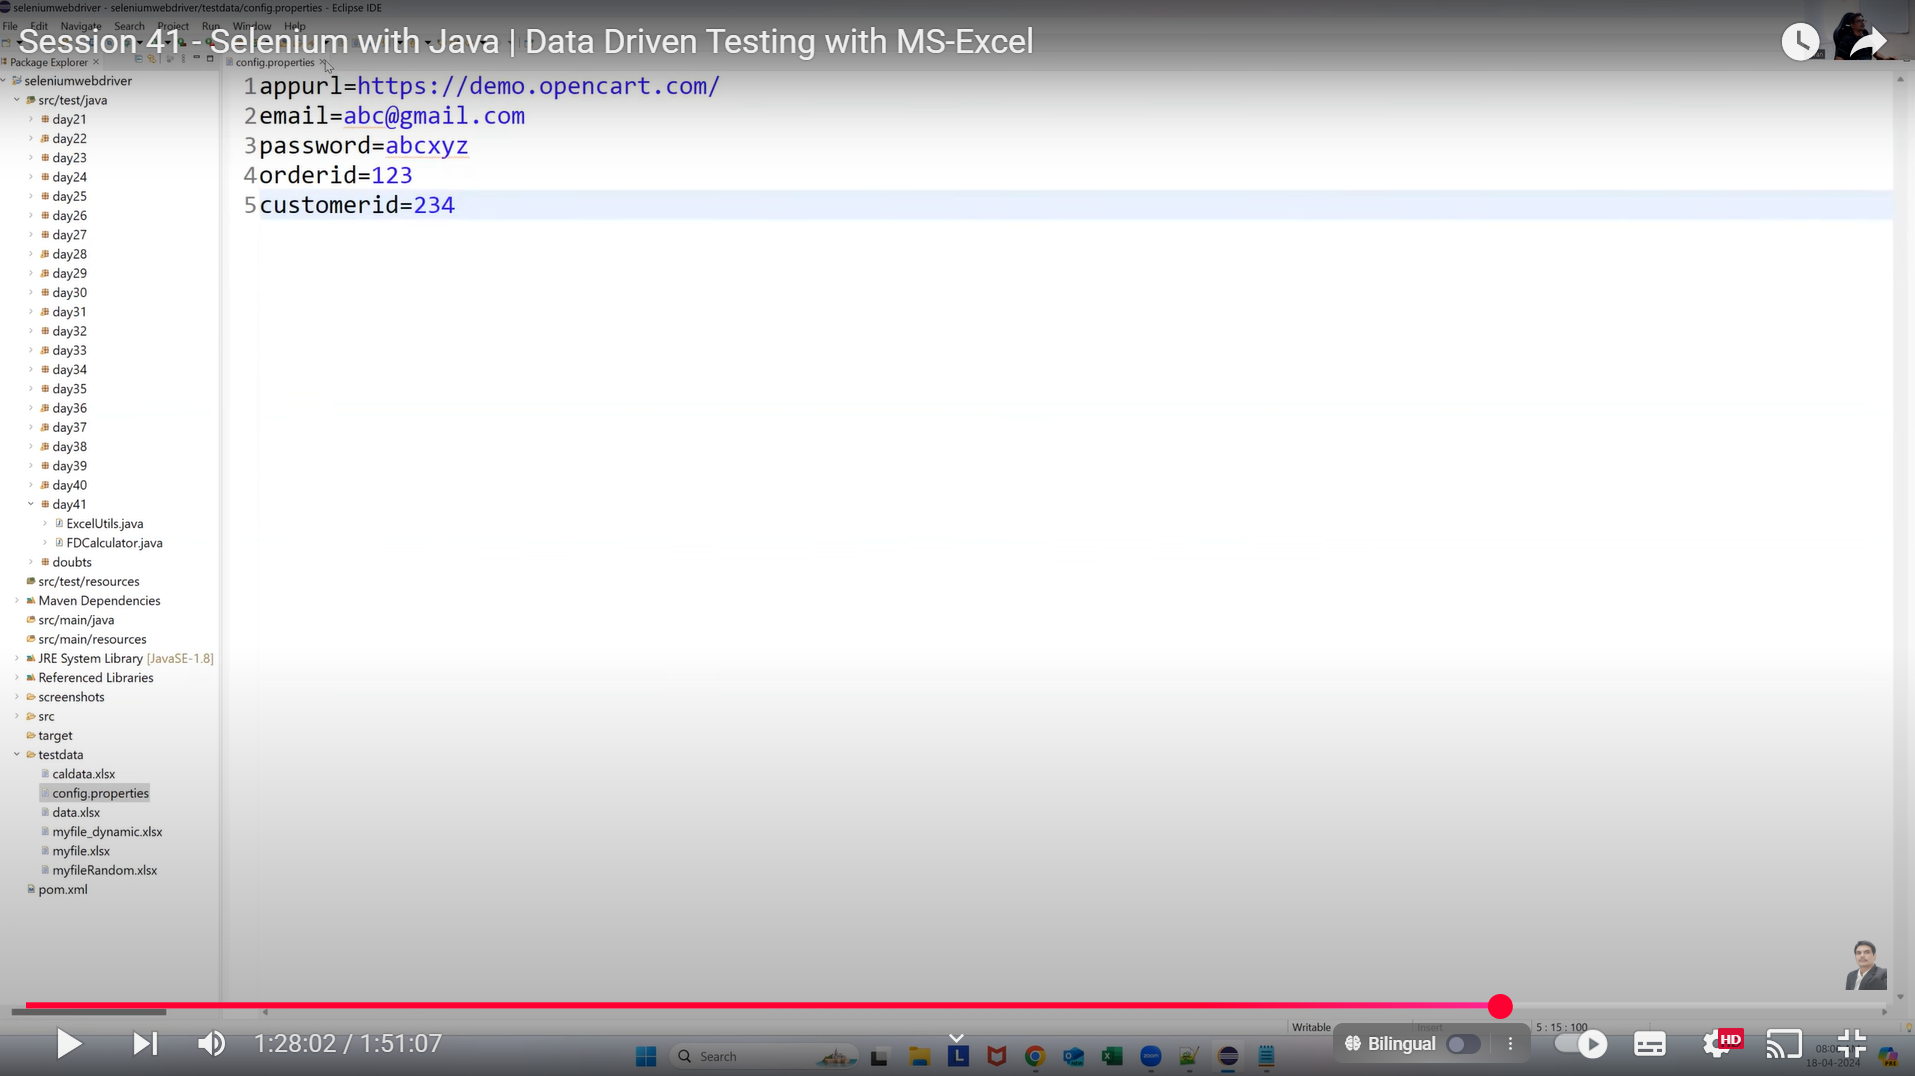 seleniumwebdriver - seleniumwebdriver/testdata/config.properties - Eclipse IDE
File Edit Navigate Search Project Run Window Help
Session 41 - Selenium with Java | Data Driven Testing with MS-Excel
Package Explorer
config.properties
seleniumwebdriver
src/test/java
day21
day22
day23
day24
day25
day26
day27
day28
day29
day30
day31
day32
day33
day34
day35
day36
day37
day38
day39
day40
day41
ExcelUtils.java
FDCalculator.java
doubts
src/test/resources
Maven Dependencies
src/main/java
src/main/resources
JRE System Library [JavaSE-1.8]
Referenced Libraries
screenshots
src
target
testdata
caldata.xlsx
config.properties
data.xlsx
myfile_dynamic.xlsx
myfile.xlsx
myfileRandom.xlsx
pom.xml
1 appurl=https://demo.opencart.com/
2 email=abc@gmail.com
3 password=abcxyz
4 orderid=123
5 customerid=234
Writable Insert 5 : 15 : 100
1:28:02 / 1:51:07
Search
L
zoom
Bilingual
HD
18-04-2024